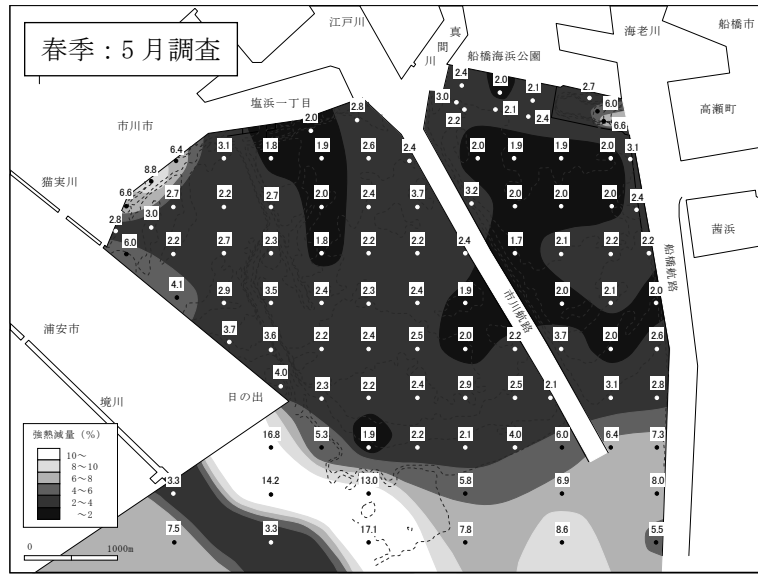 春季：5月調査
江戸川
真間川
船橋海浜公園
海老川
船橋市
塩浜一丁目
市川市
猫実川
高瀬町
茜浜
船橋航路
市川航路
浦安市
境川
日の出
2.4 2.0 2.1 2.7
3.0 2.2 2.1 2.4 6.0 6.6
2.0 2.8
6.4 3.1 1.8 1.9 2.6 2.4 2.0 1.9 1.9 2.0 3.1
8.8
6.6 2.7 2.2 2.7 2.0 2.4 3.7 3.2 2.0 2.0 2.0 2.4
2.8 3.0
6.0 2.2 2.7 2.3 1.8 2.2 2.2 2.4 1.7 2.1 2.2 2.2
4.1 2.9 3.5 2.4 2.3 2.4 1.9 2.0 2.1 2.0
3.7 3.6 2.2 2.4 2.5 2.0 2.2 3.7 2.0 2.6
4.0 2.3 2.2 2.4 2.9 2.5 2.1 3.1 2.8
16.8 5.3 1.9 2.2 2.1 4.0 6.0 6.4 7.3
3.3 14.2 13.0 5.8 6.9 8.0
7.5 3.3 17.1 7.8 8.6 5.5
強熱減量（%）
10～
8～10
6～8
4～6
2～4
～2
0 1000m